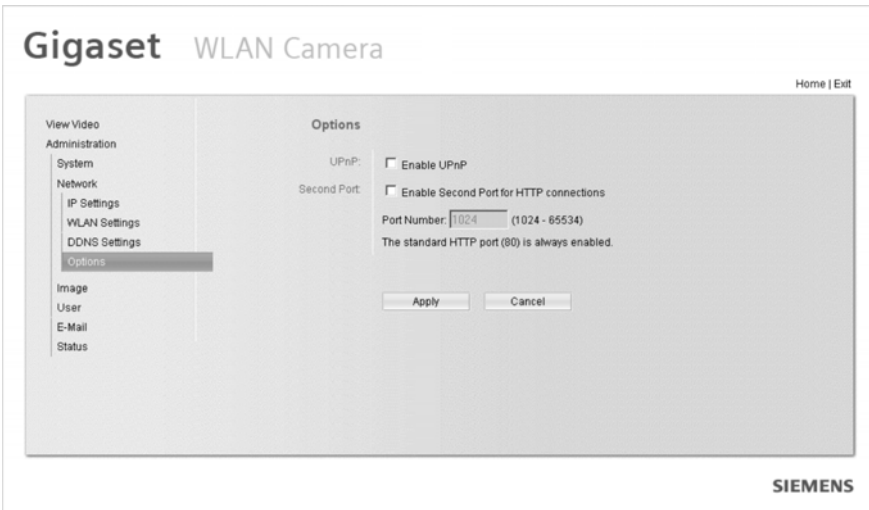 Gigaset WLAN Camera
Home | Exit
View Video
Administration
System
Network
IP Settings
WLAN Settings
DDNS Settings
Options
Image
User
E-Mail
Status
Options
UPnP:
Enable UPnP
Second Port:
Enable Second Port for HTTP connections
Port Number: 1024 (1024 - 65534)
The standard HTTP port (80) is always enabled.
Apply Cancel
SIEMENS